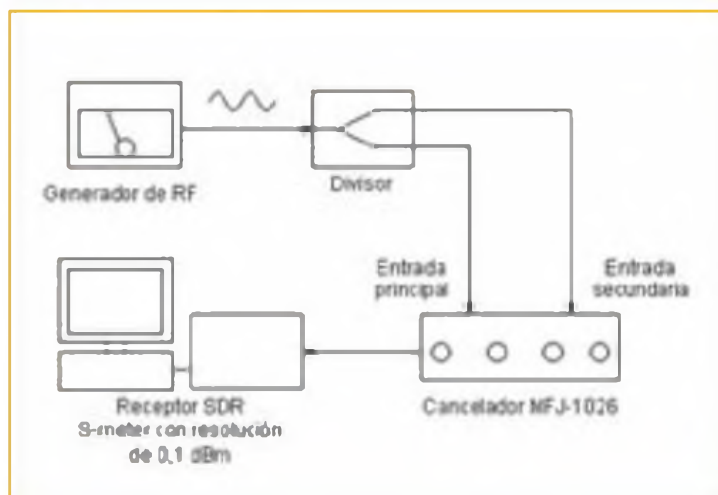 Generador de RF
Divisor
Entrada
principal
Entrada
secundaria
Receptor SDR
S-meter con resolución
de 0,1 dBm
Cancelador MFJ-1026